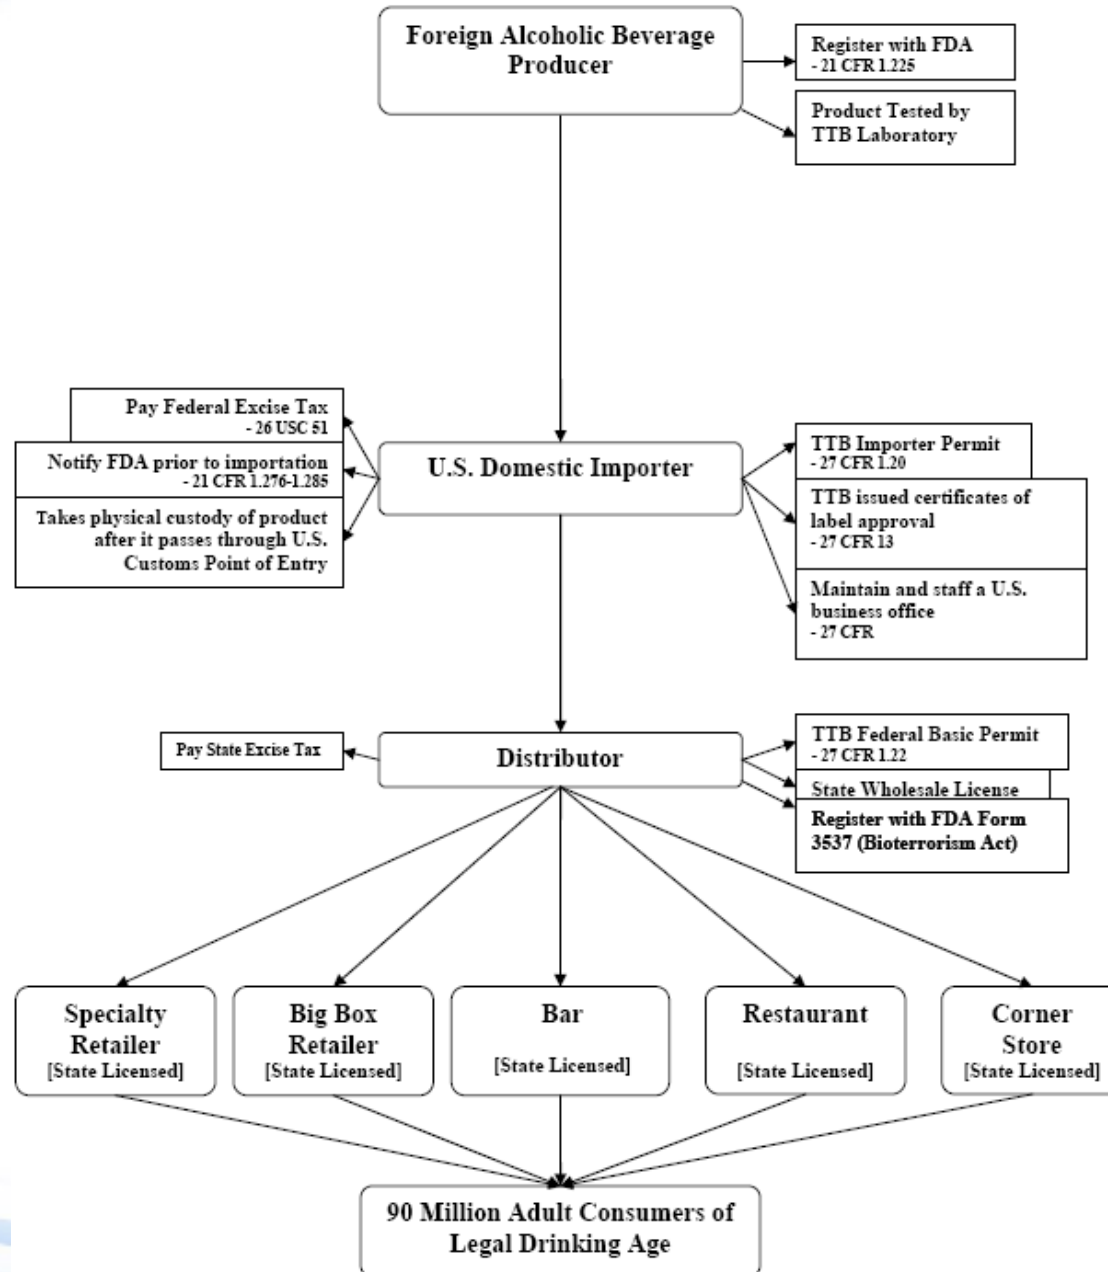 Foreign Alcoholic Beverage
Producer
Register with FDA
- 21 CFR 1.225
Product Tested by
TTB Laboratory
Pay Federal Excise Tax
- 26 USC 51
Notify FDA prior to importation
- 21 CFR 1.276-1.285
Takes physical custody of product
after it passes through U.S.
Customs Point of Entry
U.S. Domestic Importer
TTB Importer Permit
- 27 CFR 1.20
TTB issued certificates of
label approval
- 27 CFR 13
Maintain and staff a U.S.
business office
- 27 CFR
Pay State Excise Tax
Distributor
TTB Federal Basic Permit
- 27 CFR 1.22
State Wholesale License
Register with FDA Form
3537 (Bioterrorism Act)
Specialty
Retailer
[State Licensed]
Big Box
Retailer
[State Licensed]
Bar
[State Licensed]
Restaurant
[State Licensed]
Corner
Store
[State Licensed]
90 Million Adult Consumers of
Legal Drinking Age